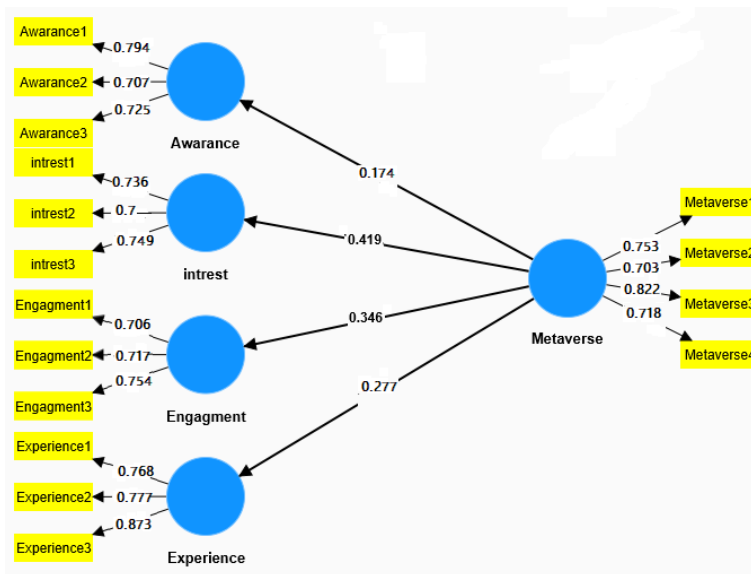 Awarance1
0.794
Awarance2
0.707
0.725
Awarance3
Awarance
intrest1
0.736
intrest2
0.7
0.749
intrest3
intrest
Engagment1
0.706
Engagment2
0.717
0.754
Engagment3
Engagment
Experience1
0.768
Experience2
0.777
0.873
Experience3
Experience
0.174
0.419
0.346
0.277
Metaverse
Metaverse1
0.753
Metaverse2
0.703
0.822
Metaverse3
0.718
Metaverse4